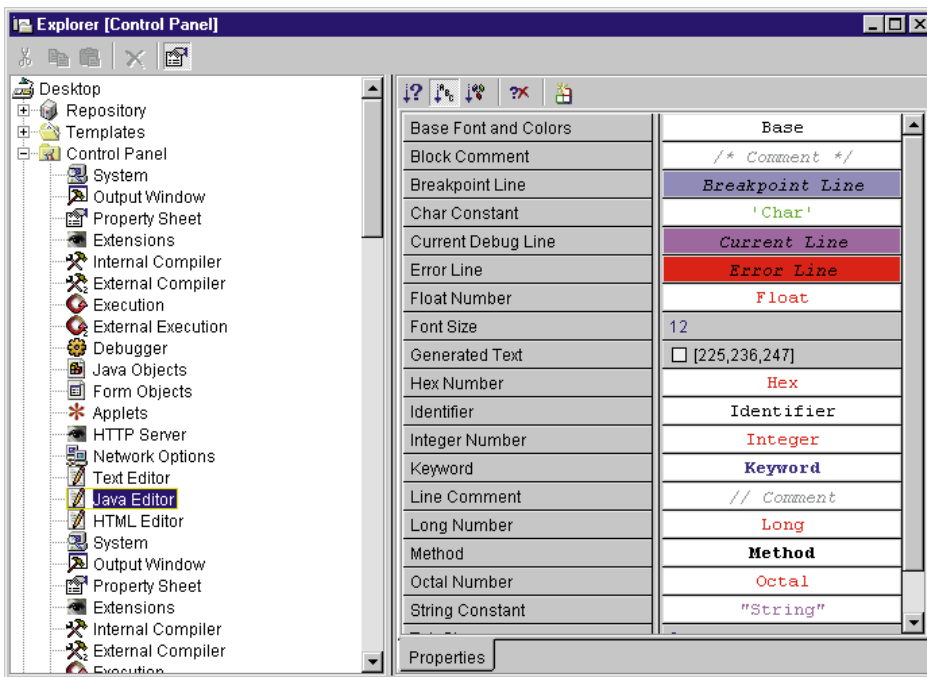 Explorer [Control Panel]
Desktop
Repository
Templates
Control Panel
System
Output Window
Property Sheet
Extensions
Internal Compiler
External Compiler
Execution
External Execution
Debugger
Java Objects
Form Objects
Applets
HTTP Server
Network Options
Text Editor
Java Editor
HTML Editor
System
Output Window
Property Sheet
Extensions
Internal Compiler
External Compiler
Execution
Base Font and Colors Base
Block Comment /* Comment */
Breakpoint Line Breakpoint Line
Char Constant 'Char'
Current Debug Line Current Line
Error Line Error Line
Float Number Float
Font Size 12
Generated Text [225,236,247]
Hex Number Hex
Identifier Identifier
Integer Number Integer
Keyword Keyword
Line Comment // Comment
Long Number Long
Method Method
Octal Number Octal
String Constant "String"
Properties